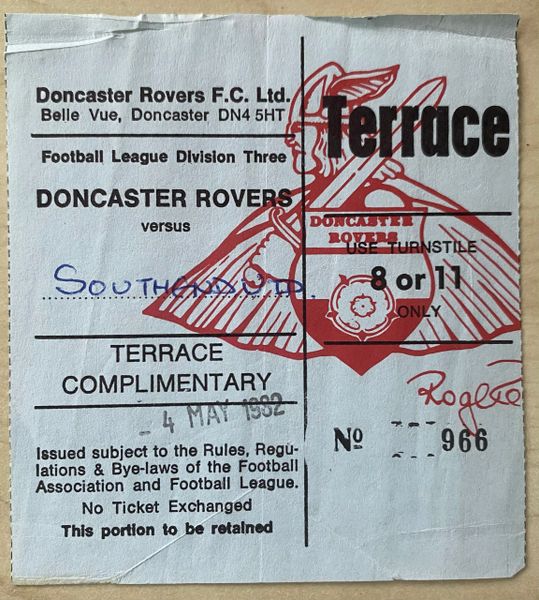 Doncaster Rovers F.C. Ltd.
Belle Vue, Doncaster DN4 5HT
Football League Division Three
DONCASTER ROVERS
versus
SOUTHEND UTD.
TERRACE
COMPLIMENTARY
- 4 MAY 1982
Issued subject to the Rules, Regu-
lations & Bye-laws of the Football
Association and Football League.
No Ticket Exchanged
This portion to be retained
Terrace
DONCASTER
ROVERS
USE TURNSTILE
8 or 11
ONLY
No 966